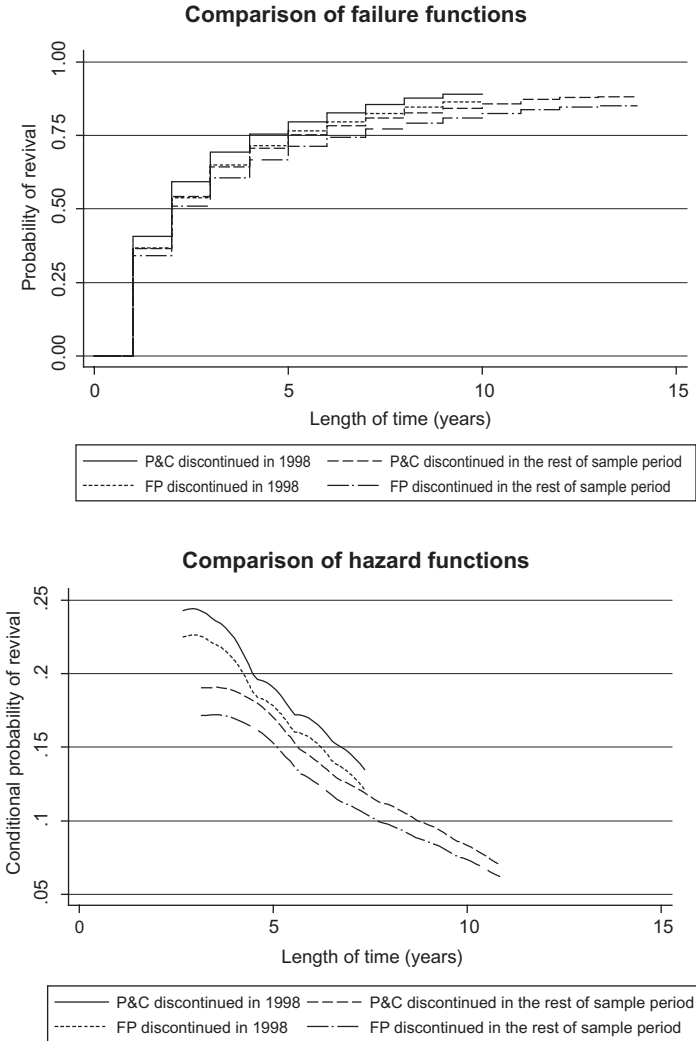 Comparison of failure functions
Probability of revival
1.00
0.75
0.50
0.25
0.00
0 5 10 15
Length of time (years)
P&C discontinued in 1998 P&C discontinued in the rest of sample period
FP discontinued in 1998 FP discontinued in the rest of sample period
Comparison of hazard functions
Conditional probability of revival
.25
.2
.15
.1
.05
0 5 10 15
Length of time (years)
P&C discontinued in 1998 P&C discontinued in the rest of sample period
FP discontinued in 1998 FP discontinued in the rest of sample period